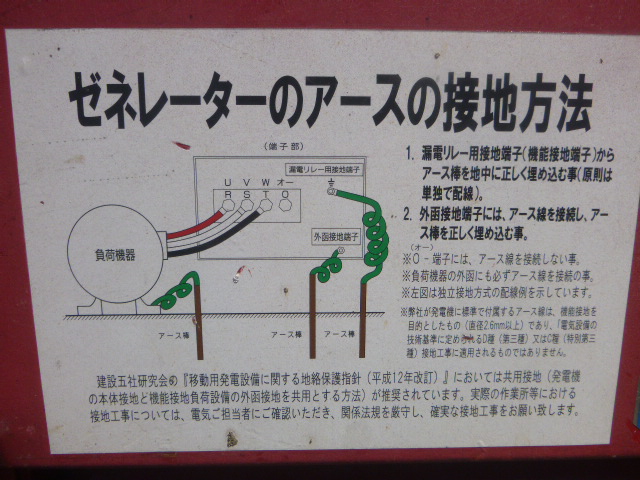 ゼネレーターのアースの接地方法
(端子部)
漏電リレー用接地端子
U V W オー
R S T O
外函接地端子
負荷機器
アース棒
アース棒
アース棒
1. 漏電リレー用接地端子(機能接地端子)から
アース棒を地中に正しく埋め込む事(原則は
単独で配線)。
2. 外函接地端子には、アース線を接続し、アー
ス棒を正しく埋め込む事。
(オー)
※O－端子には、アース線を接続しない事。
※負荷機器の外函にも必ずアース線を接続の事。
※左図は独立接地方式の配線例を示しています。
※弊社が発電機に標準で付属するアース線は、機能接地を
目的としたもの(直径2.6mm以上)であり、「電気設備の
技術基準に定められるD種(第三種)又はC種(特別第三
種)接地工事に適用されるものではありません。
建設五社研究会の『移動用発電設備に関する地絡保護指針(平成12年改訂)』においては共用接地(発電機
の本体接地と機能接地負荷設備の外函接地を共用とする方法)が推奨されています。実際の作業所等における
接地工事については、電気ご担当者にご確認いただき、関係法規を厳守し、確実な接地工事をお願い致します。